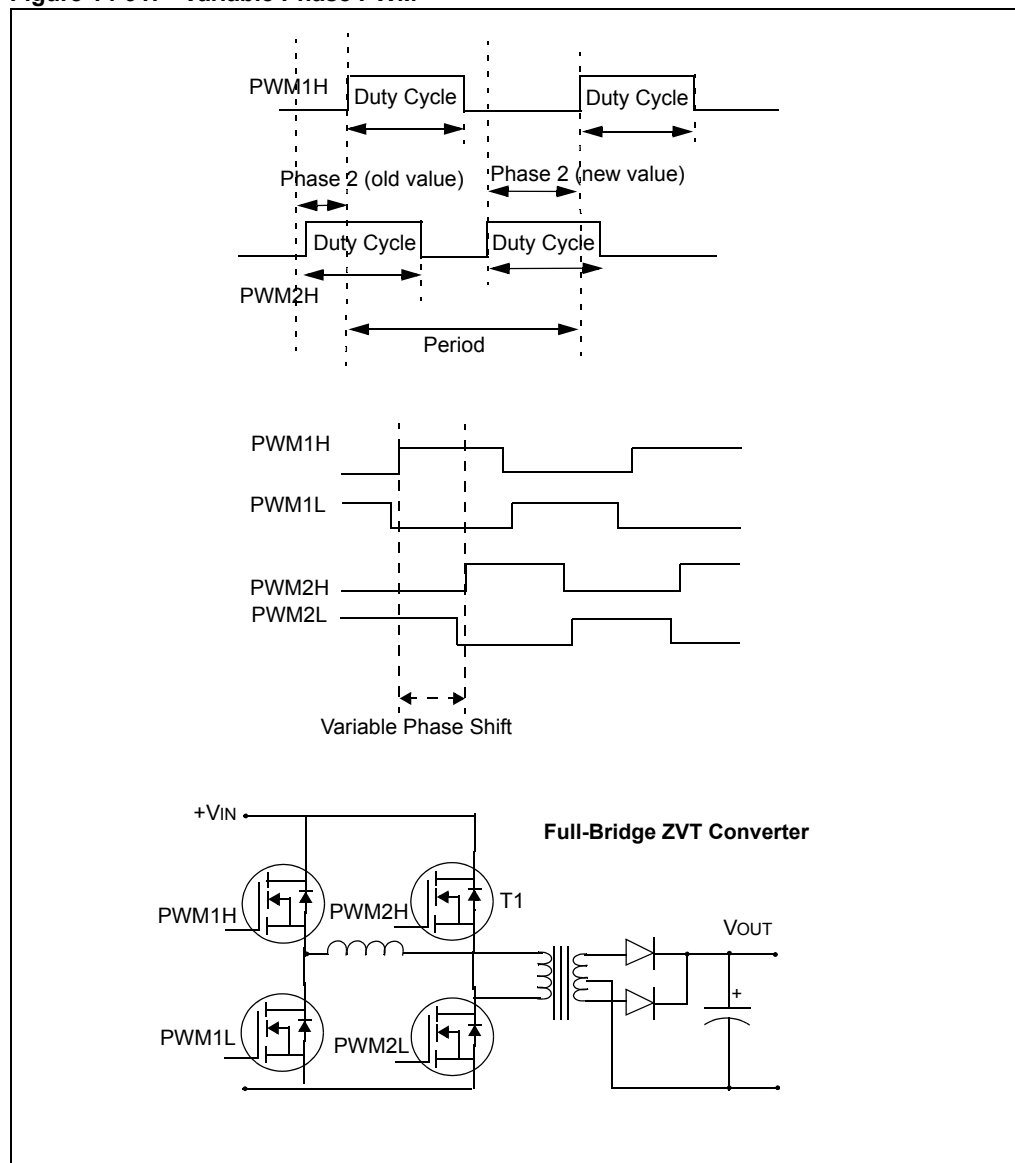 PWM1H
Duty Cycle
Duty Cycle
Phase 2 (old value)
Phase 2 (new value)
Duty Cycle
Duty Cycle
PWM2H
Period
PWM1H
PWM1L
PWM2H
PWM2L
Variable Phase Shift
+VIN
Full-Bridge ZVT Converter
PWM1H
PWM2H
T1
VOUT
+
PWM1L
PWM2L